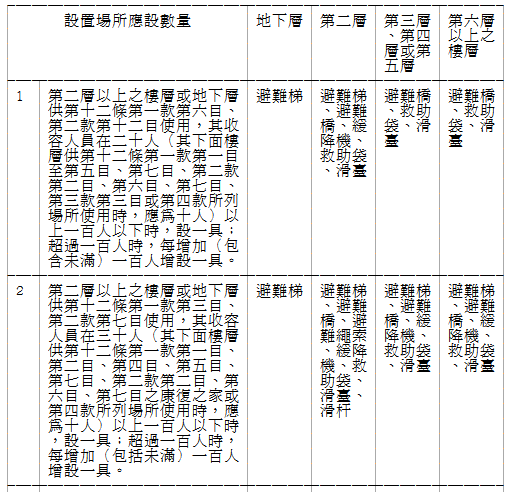 設置場所應設數量
地下層
第二層
第三層
、第四
層或第
五層
第六層
以上之
樓層
1
第二層以上之樓層或地下層
供第十二條第一款第六目、
第二款第十二目使用，其收
容人員在二十人（其下面樓
層供第十二條第一款第一目
至第五目、第七目、第二款
第二目、第六目、第七目、
第三款第三目或第四款所列
場所使用時，應為十人）以
上一百人以下時，設一具；
超過一百人時，每增加（包
含未滿）一百人增設一具。
避難梯
避難梯
、避難
橋、緩
降機、
救助袋
、滑臺
避難橋
、救助
袋、滑
臺
避難橋
、救助
袋、滑
臺
2
第二層以上之樓層或地下層
供第十二條第一款第三目、
第二款第七目使用，其收容
人員在三十人（其下面樓層
供第十二條第一款第一目、
第二目、第四目、第五目、
第七目、第二款第二目、第
六目、第七目之康復之家或
第四款所列場所使用時，應
為十人）以上一百人以下時
，設一具；超過一百人時，
每增加（包括未滿）一百人
增設一具。
避難梯
避難梯
、避難
橋、避
難繩索
、緩降
機、救
助袋、
滑臺、
滑杆
避難梯
、避難
橋、緩
降機、
救助袋
、滑臺
避難梯
、避難
橋、緩
降機、
救助袋
、滑臺